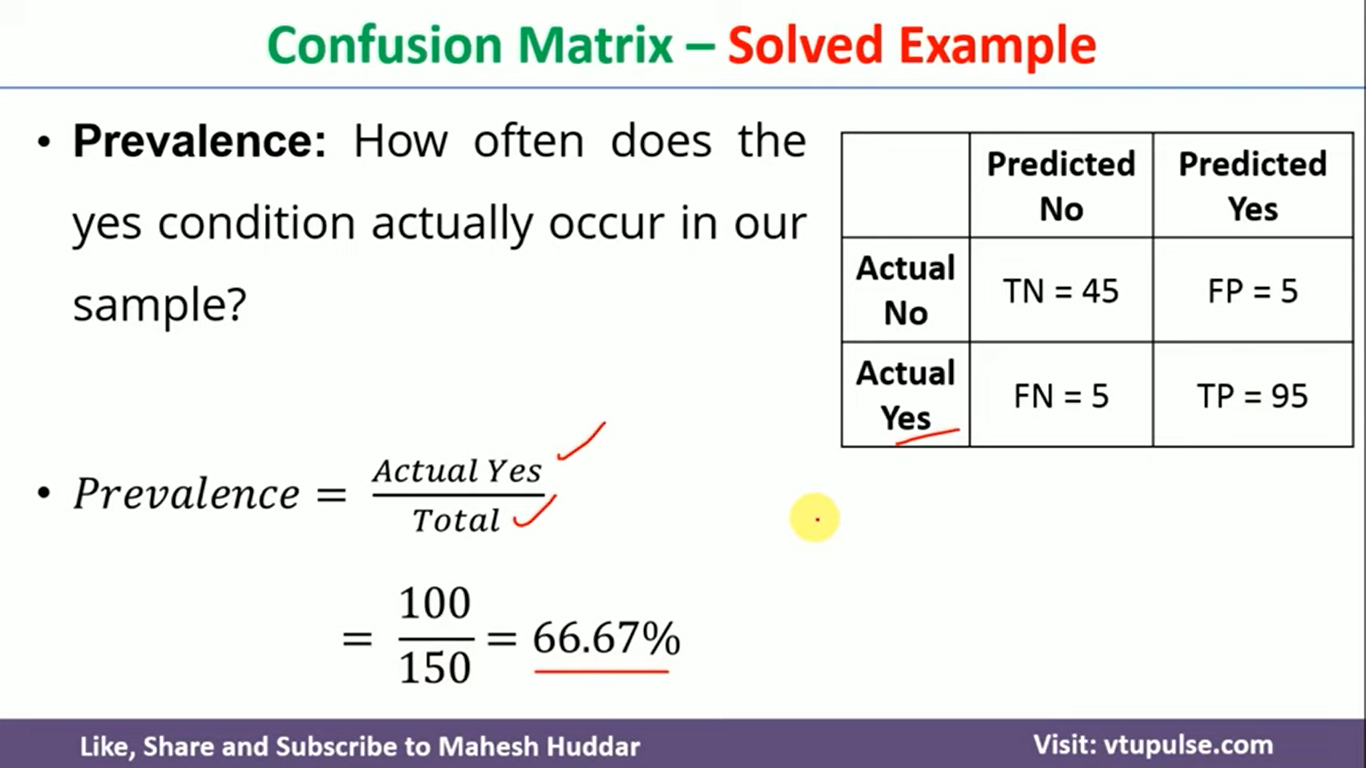 Confusion Matrix – Solved Example
• Prevalence: How often does the
yes condition actually occur in our
sample?
Predicted No Predicted Yes
Actual No TN = 45 FP = 5
Actual Yes FN = 5 TP = 95
• Prevalence = Actual Yes / Total
= 100 / 150 = 66.67%
Like, Share and Subscribe to Mahesh Huddar
Visit: vtupulse.com